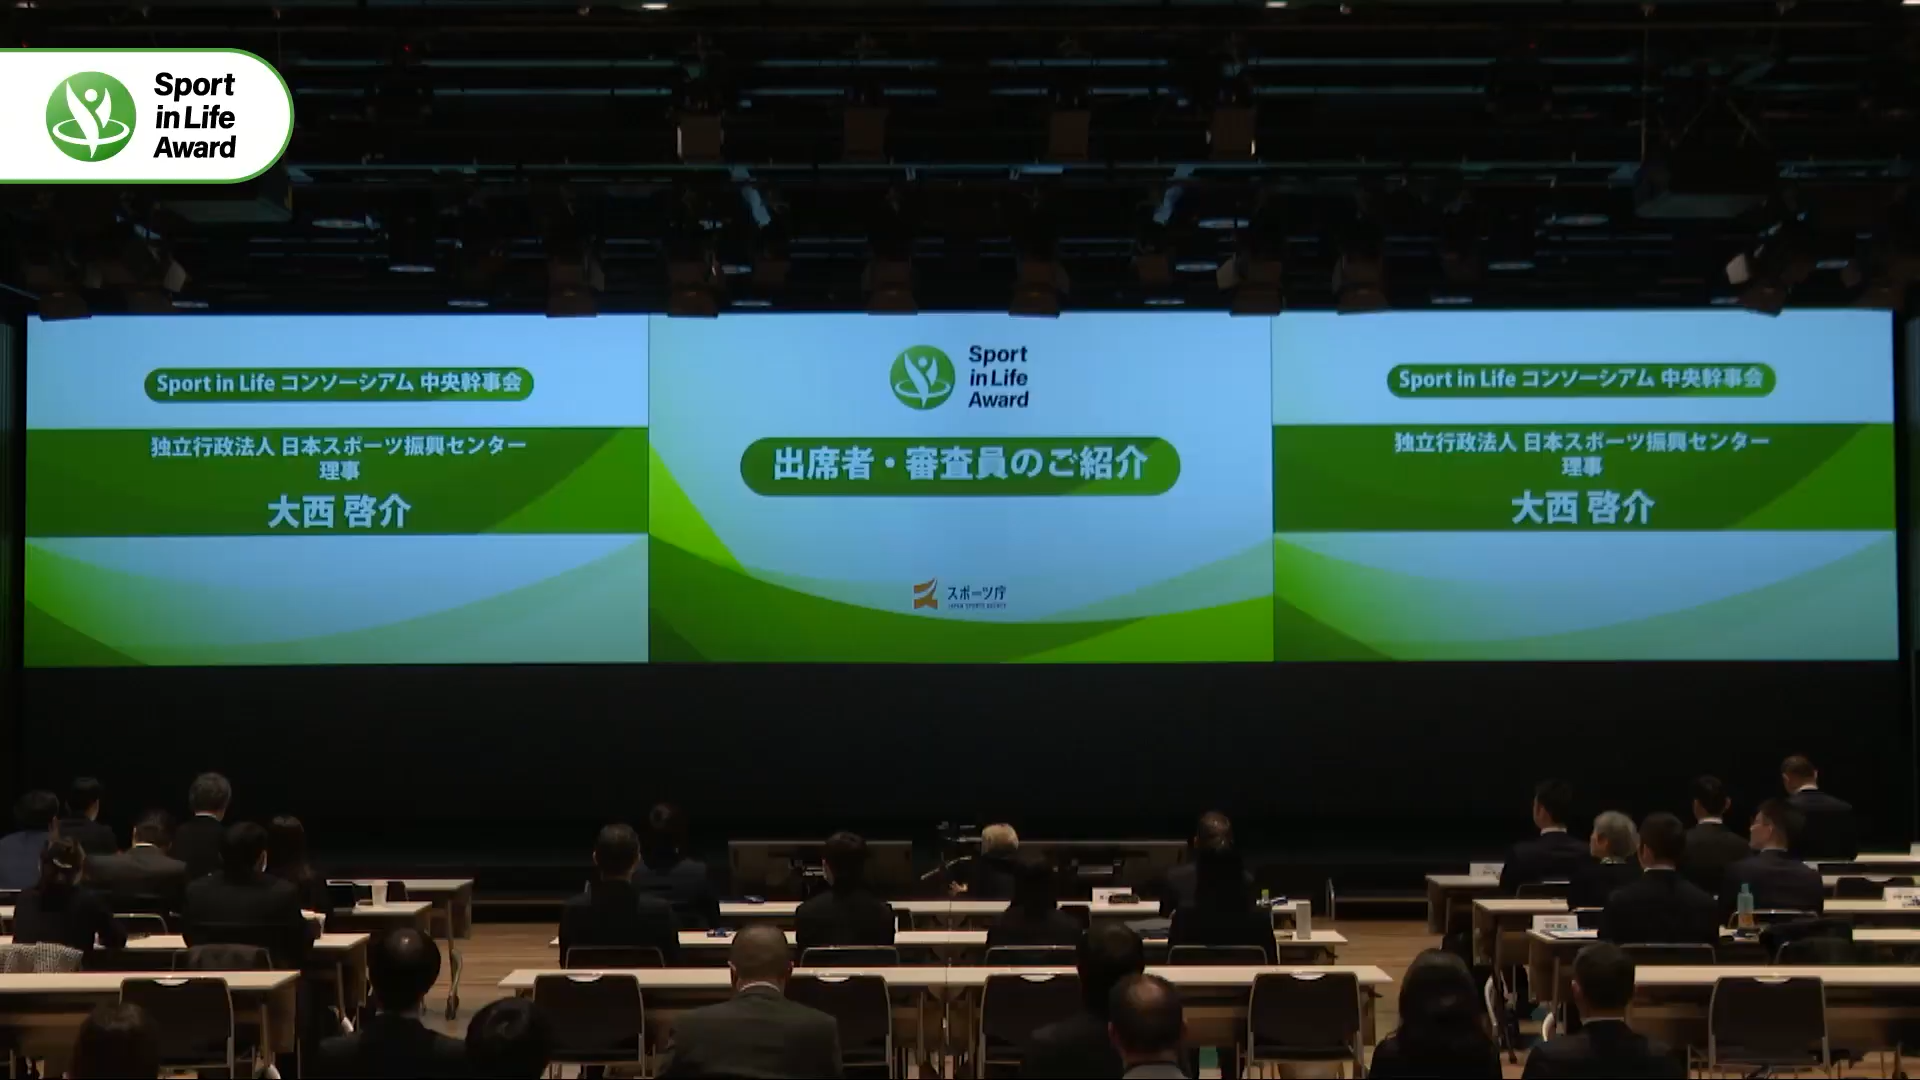 Sport
in Life
Award
Sport in Life コンソーシアム 中央幹事会
独立行政法人 日本スポーツ振興センター
理事
大西 啓介
Sport
in Life
Award
出席者・審査員のご紹介
スポーツ庁
JAPAN SPORTS AGENCY
Sport in Life コンソーシアム 中央幹事会
独立行政法人 日本スポーツ振興センター
理事
大西 啓介